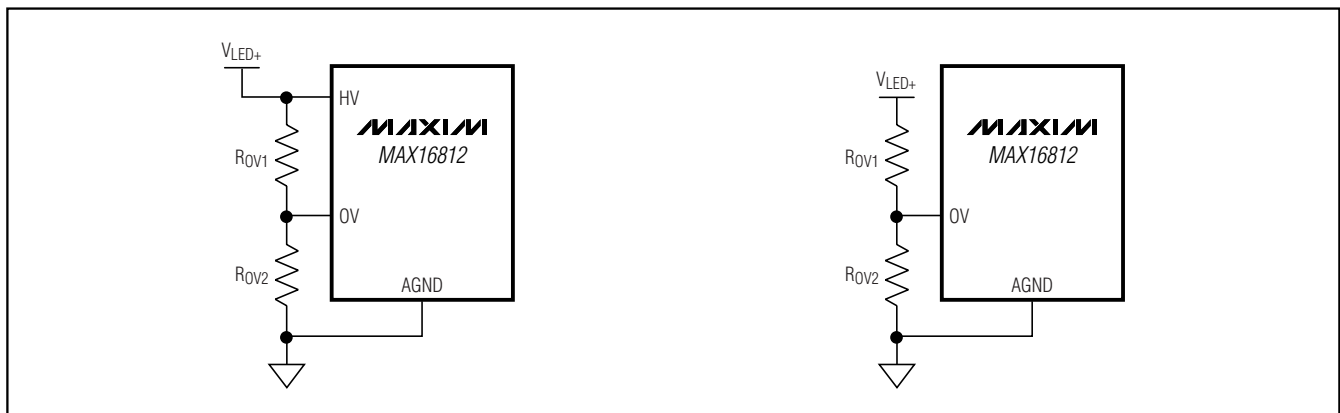 VLED+
HV
MAXIM
MAX16812
ROV1
OV
ROV2
AGND
VLED+
MAXIM
MAX16812
ROV1
OV
ROV2
AGND